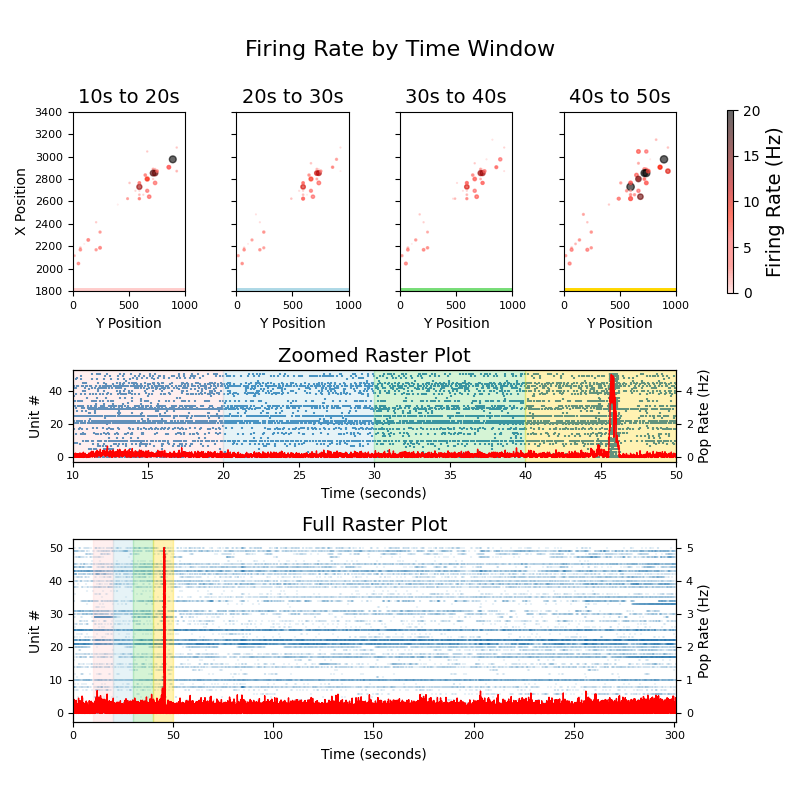 Firing Rate by Time Window
10s to 20s
20s to 30s
30s to 40s
40s to 50s
3400
3200
3000
2800
2600
2400
2200
2000
1800
X Position
0 500 1000
0 500 1000
0 500 1000
0 500 1000
Y Position
Y Position
Y Position
Y Position
20
15
10
5
0
Firing Rate (Hz)
Zoomed Raster Plot
40
20
0
Unit #
4
2
0
Pop Rate (Hz)
10 15 20 25 30 35 40 45 50
Time (seconds)
Full Raster Plot
50
40
30
20
10
0
Unit #
5
4
3
2
1
0
Pop Rate (Hz)
0 50 100 150 200 250 300
Time (seconds)